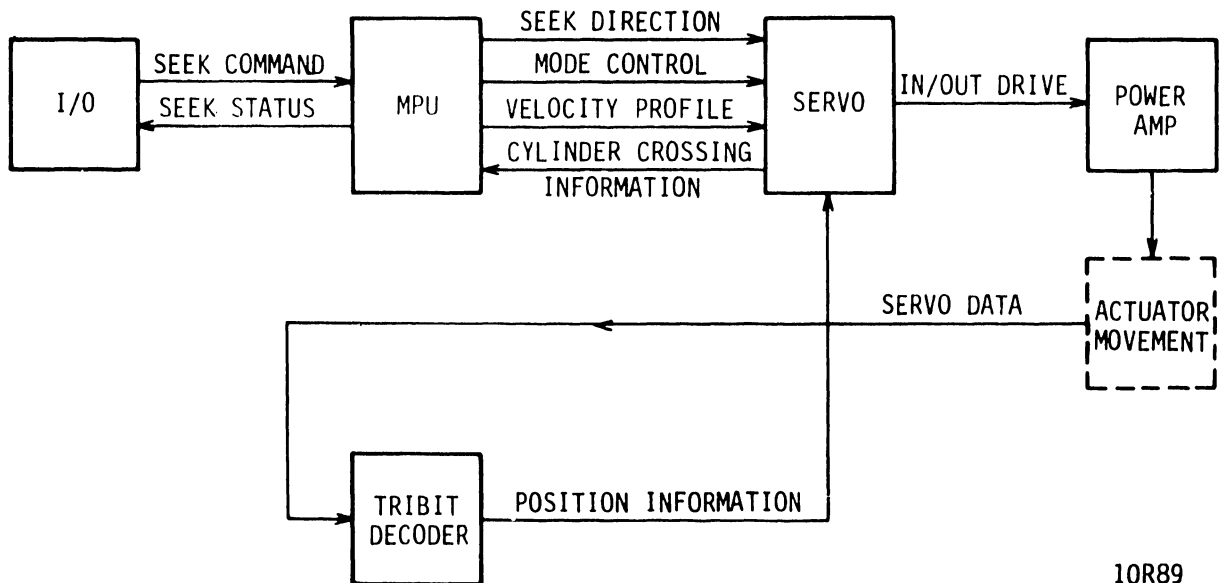 SEEK DIRECTION
SEEK COMMAND
MODE CONTROL
I/O
MPU
SERVO
IN/OUT DRIVE
POWER
AMP
SEEK STATUS
VELOCITY PROFILE
CYLINDER CROSSING
INFORMATION
SERVO DATA
ACTUATOR
MOVEMENT
TRIBIT
DECODER
POSITION INFORMATION
10R89